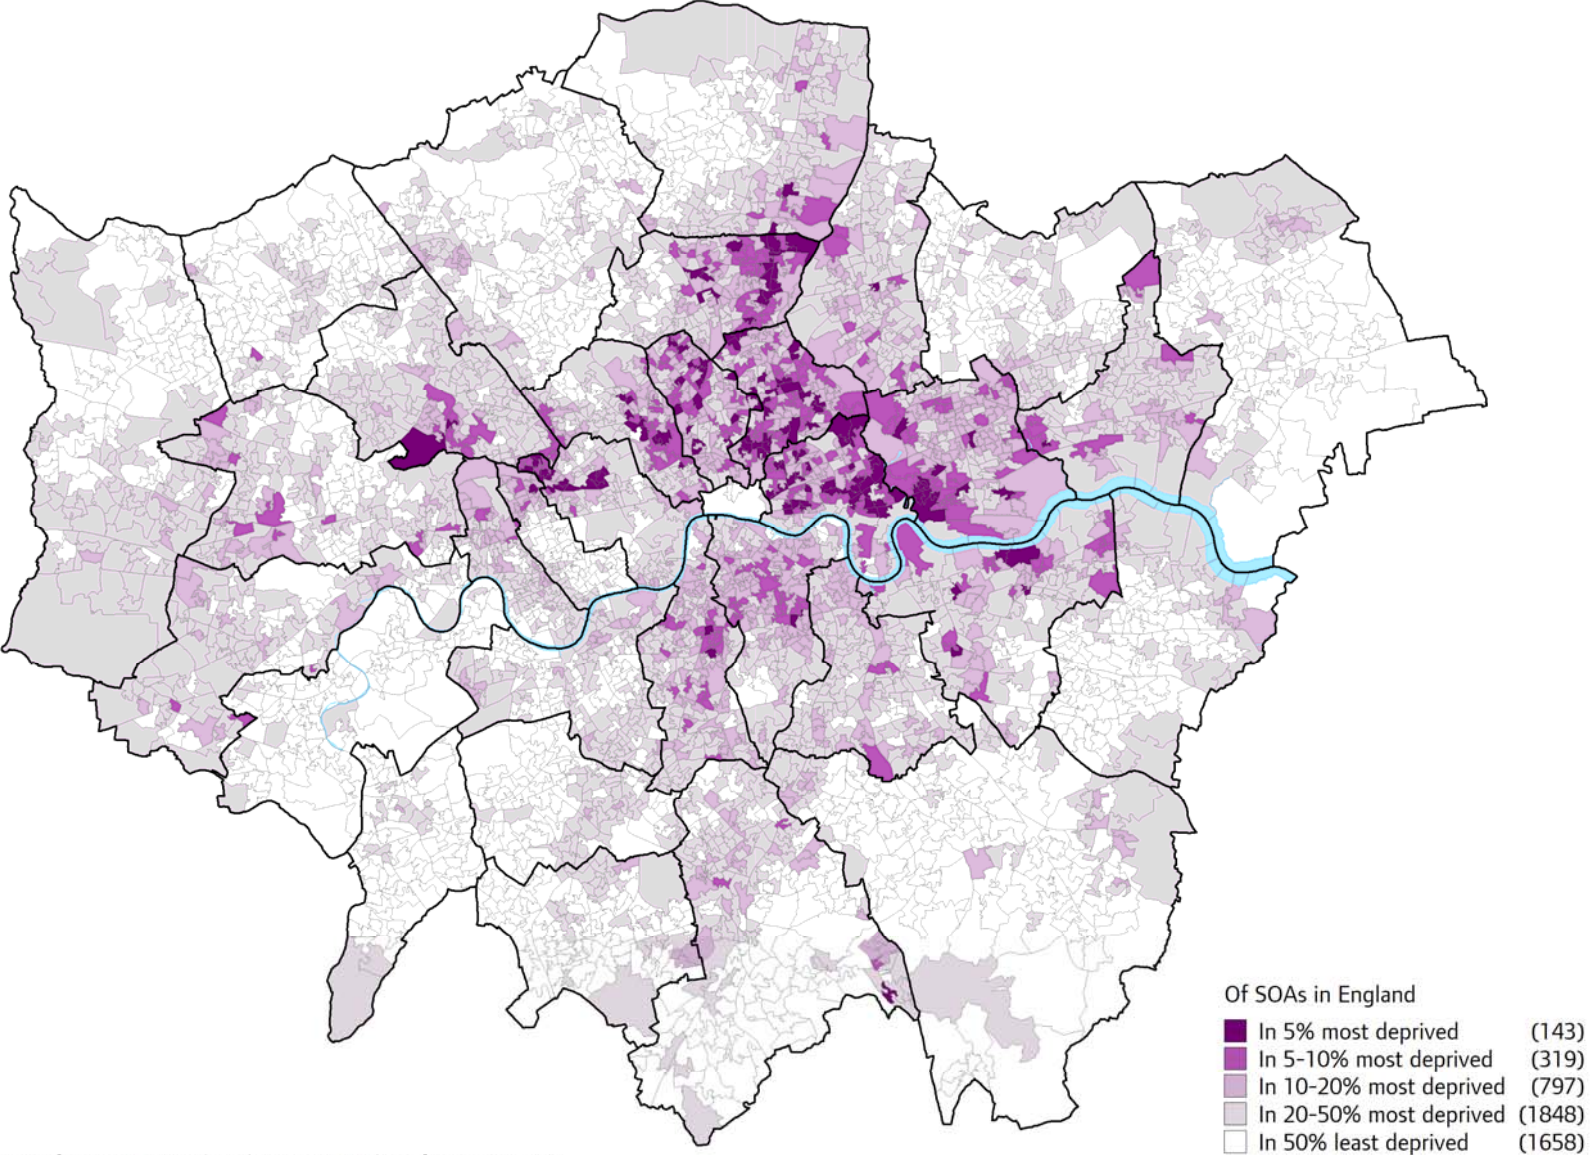 Of SOAs in England
In 5% most deprived (143)
In 5-10% most deprived (319)
In 10-20% most deprived (797)
In 20-50% most deprived (1848)
In 50% least deprived (1658)